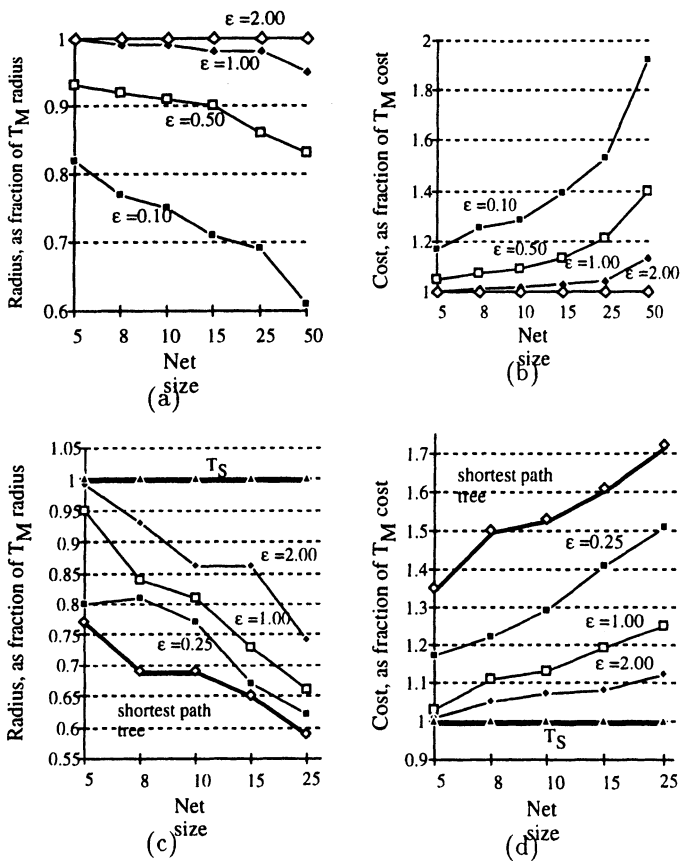 ε =2.00
1
ε =1.00
0.9
ε =0.50
0.8
ε =0.10
0.7
0.6
5 8 10 15 25 50
Net
size
Radius, as fraction of TM radius
(a)
2
1.8
1.6
1.4
ε =0.10
1.2
ε =0.50
ε =1.00
ε =2.00
1
5 8 10 15 25 50
Net
size
Cost, as fraction of TM cost
(b)
1.05
TS
1
0.95
0.9
ε =2.00
0.85
0.8
ε =1.00
0.75
ε =0.25
0.7
0.65
shortest path
tree
0.6
0.55
5 8 10 15 25
Net
size
Radius, as fraction of TM radius
(c)
1.7
shortest path
tree
1.6
1.5
ε =0.25
1.4
1.3
ε =1.00
1.2
ε =2.00
1.1
1
TS
0.9
5 8 10 15 25
Net
size
Cost, as fraction of TM cost
(d)